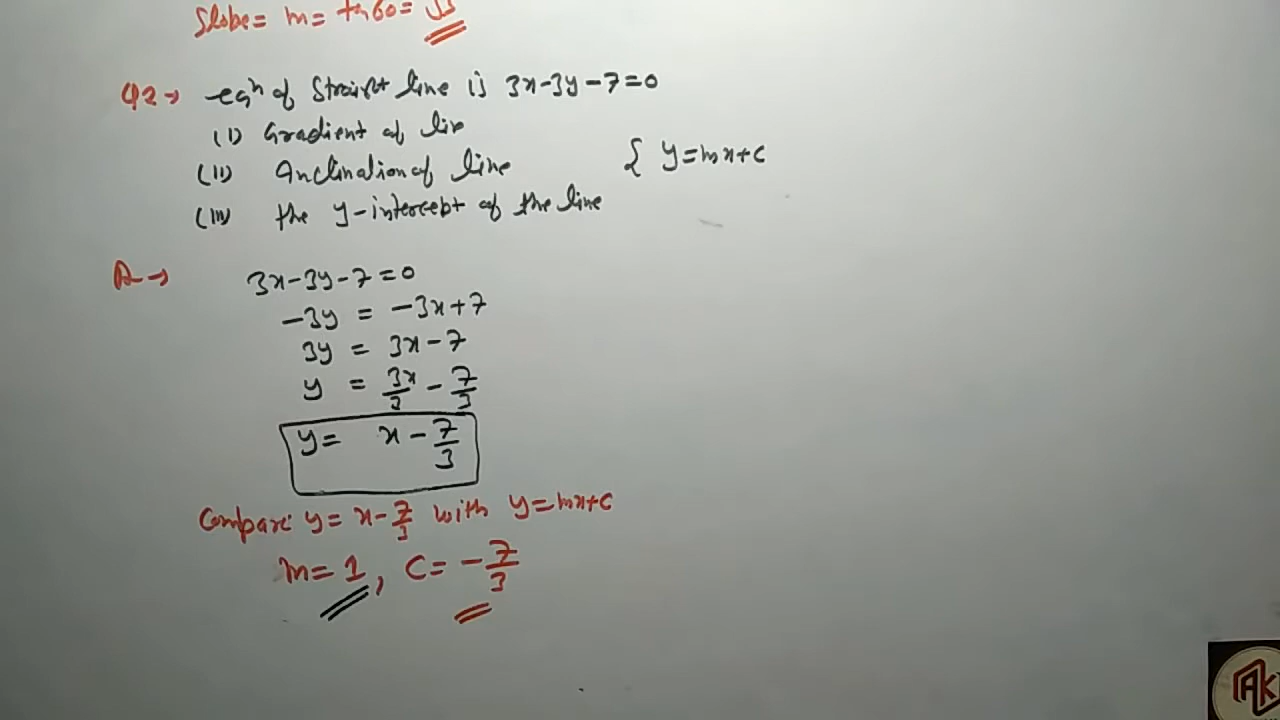 Slobe = m = tan60 = √3
Q2→ eqn of Straight line is 3x-3y-7=0
(i) Gradient of line
(ii) Inclination of line { y=mx+c
(iii) the y-intercept of the line
A→ 3x-3y-7=0
-3y = -3x+7
3y = 3x-7
y = 3x/3 - 7/3
y= x - 7/3
Compare: y= x- 7/3 with y=mx+c
m=1, c= -7/3
AK